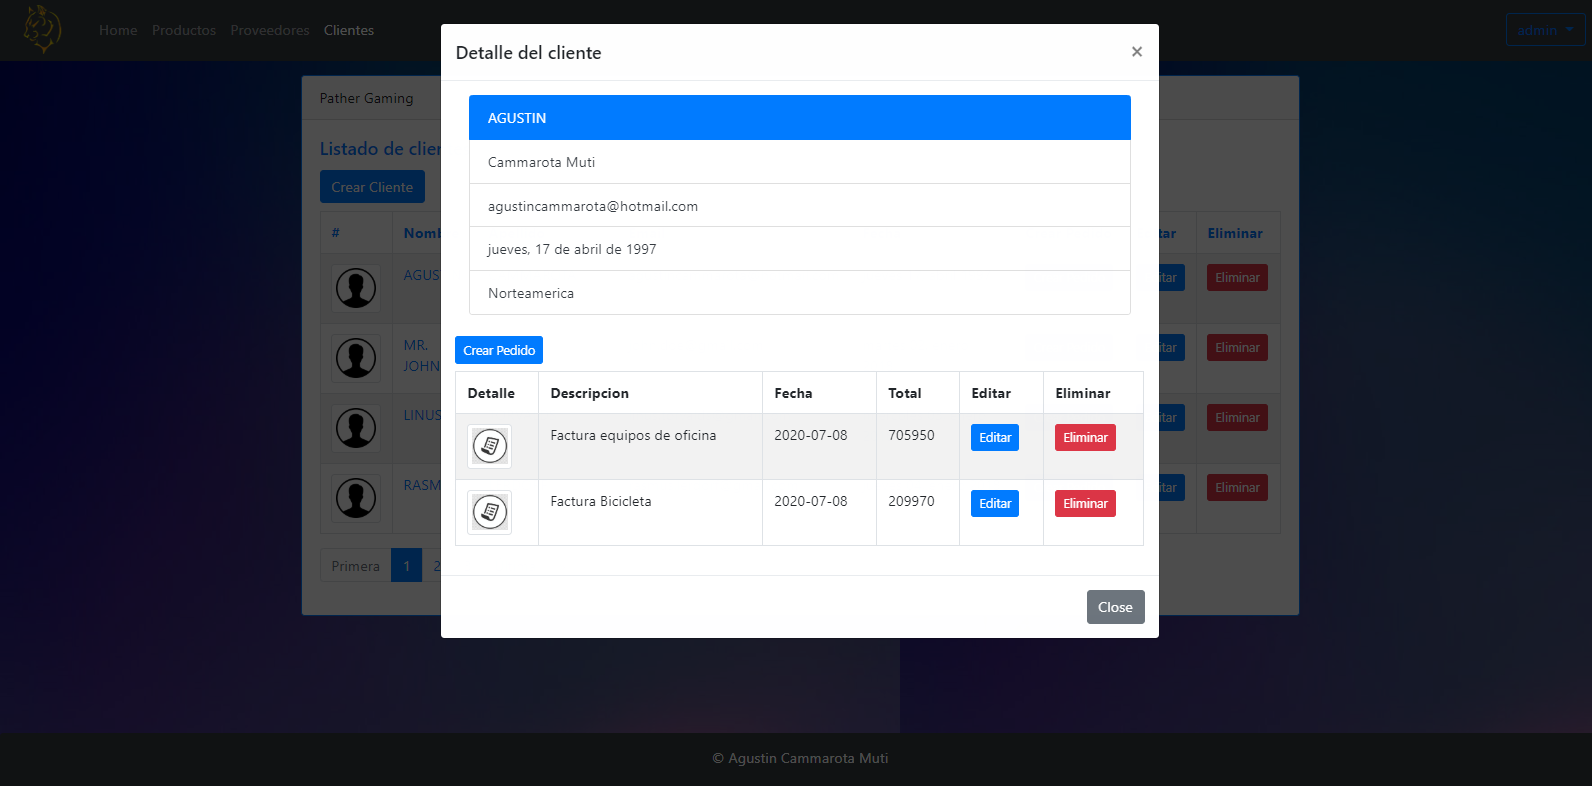 Home Productos Proveedores Clientes
admin
Detalle del cliente
×
Pather Gaming
AGUSTIN
Cammarota Muti
agustincammarota@hotmail.com
jueves, 17 de abril de 1997
Norteamerica
Listado de clien
Crear Cliente
# Nomb tar Eliminar
AGUS tar Eliminar
MR.
JOHN tar Eliminar
LINUS tar Eliminar
RASM tar Eliminar
Primera 1 2
Crear Pedido
Detalle Descripcion Fecha Total Editar Eliminar
Factura equipos de oficina 2020-07-08 705950 Editar Eliminar
Factura Bicicleta 2020-07-08 209970 Editar Eliminar
Close
© Agustin Cammarota Muti